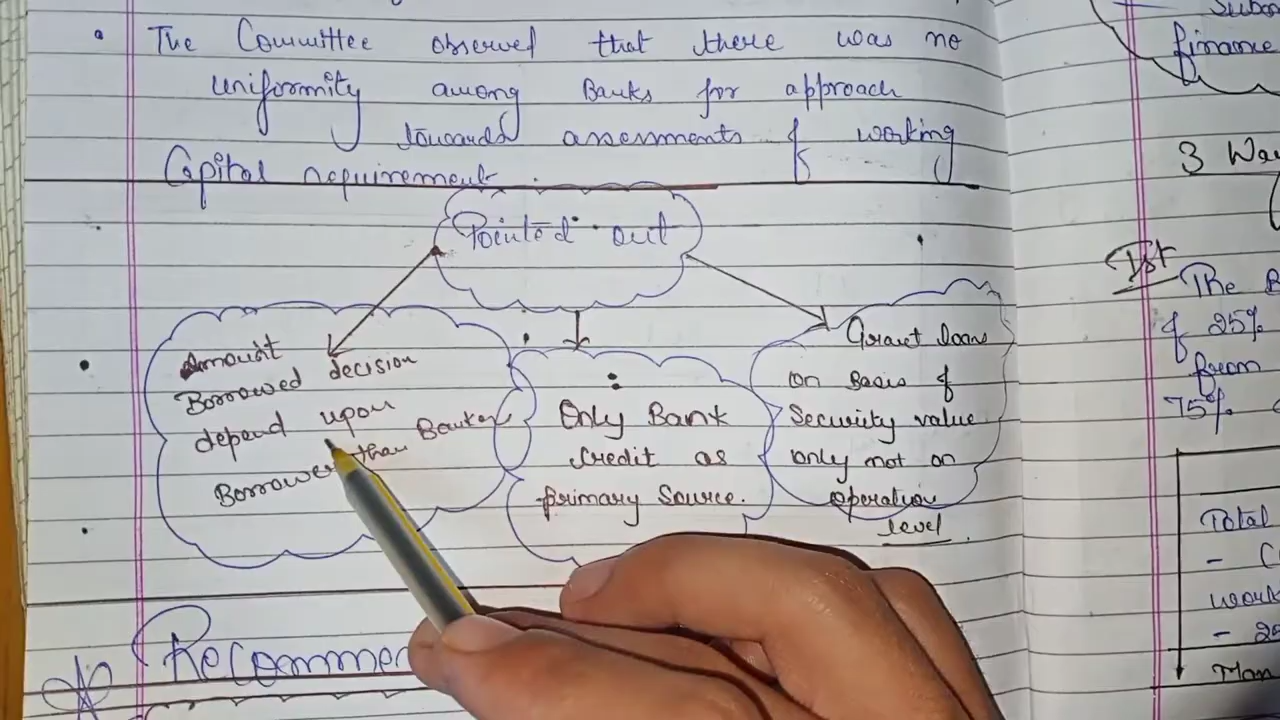 The Committee observed that there was no
uniformity among Banks for approach
towards assessments of working
Capital requirement.
Pointed out
Amount
Borrowed decision
depend upon
Borrower than Banker
Only Bank
Credit as
primary Source.
Grant loans
on Basis of
Security value
only not on
operation
level.
finance
3
Ist
The
of 25%
from
75%
Total
-
-